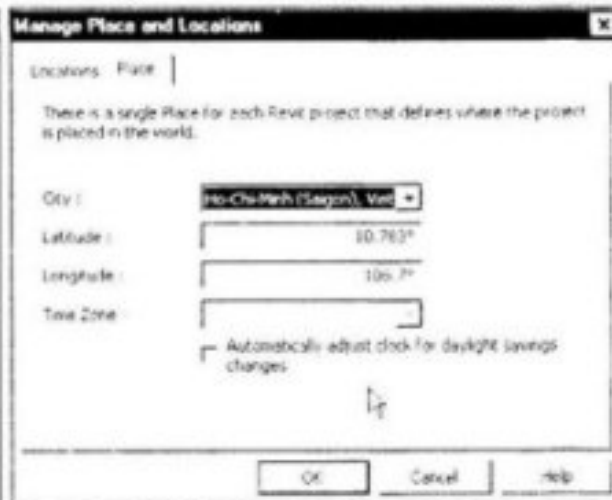 Manage Place and Locations
Locations Place
There is a single Place for each Revit project that defines where the project
is placed in the world.
City : Ho-Chi-Minh (Saigon), Viet
Latitude : 10.783°
Longitude : 106.7°
Time Zone :
Automatically adjust clock for daylight savings
changes
OK Cancel Help